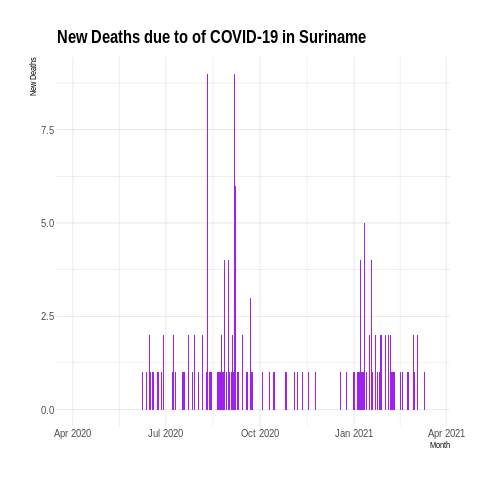 New Deaths due to of COVID-19 in Suriname
New Deaths
7.5
5.0
2.5
0.0
Apr 2020 Jul 2020 Oct 2020 Jan 2021 Apr 2021
Month